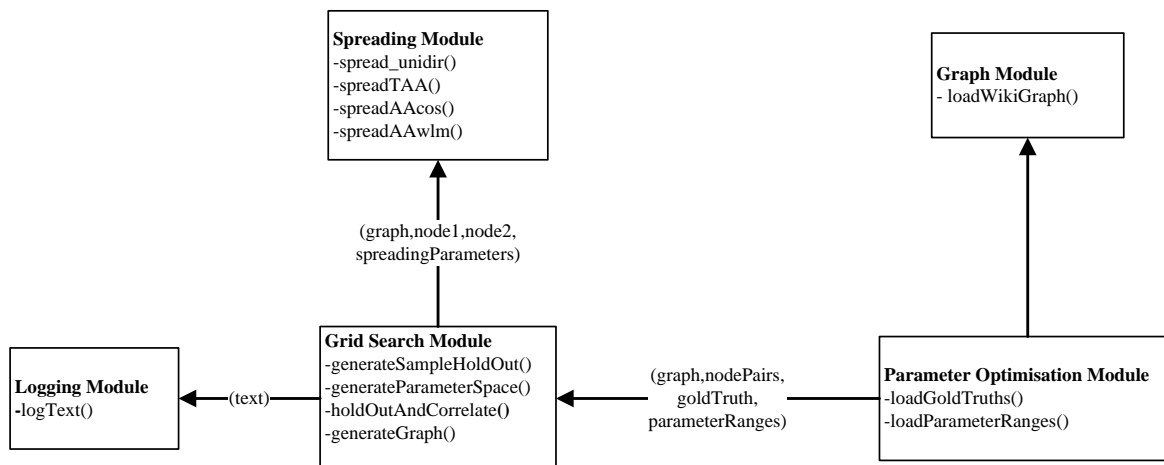 Spreading Module
-spread_unidir()
-spreadTAA()
-spreadAAcos()
-spreadAAwlm()
Graph Module
- loadWikiGraph()
(graph,node1,node2,
spreadingParameters)
Logging Module
-logText()
(text)
Grid Search Module
-generateSampleHoldOut()
-generateParameterSpace()
-holdOutAndCorrelate()
-generateGraph()
(graph,nodePairs,
goldTruth,
parameterRanges)
Parameter Optimisation Module
-loadGoldTruths()
-loadParameterRanges()